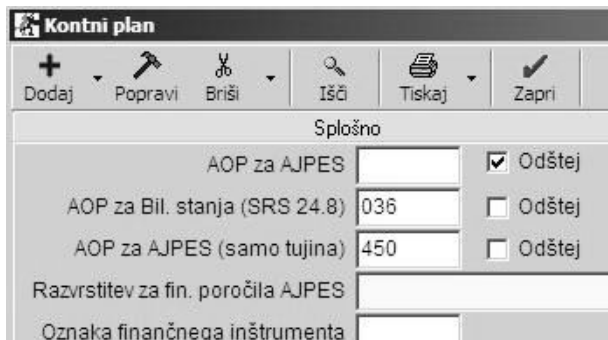 Kontni plan
Dodaj Popravi Briši Išči Tiskaj Zapri
Splošno
AOP za AJPES Odštej
AOP za Bil. stanja (SRS 24.8) 036 Odštej
AOP za AJPES (samo tujina) 450 Odštej
Razvrstitev za fin. poročila AJPES
Oznaka finančnega inštrumenta